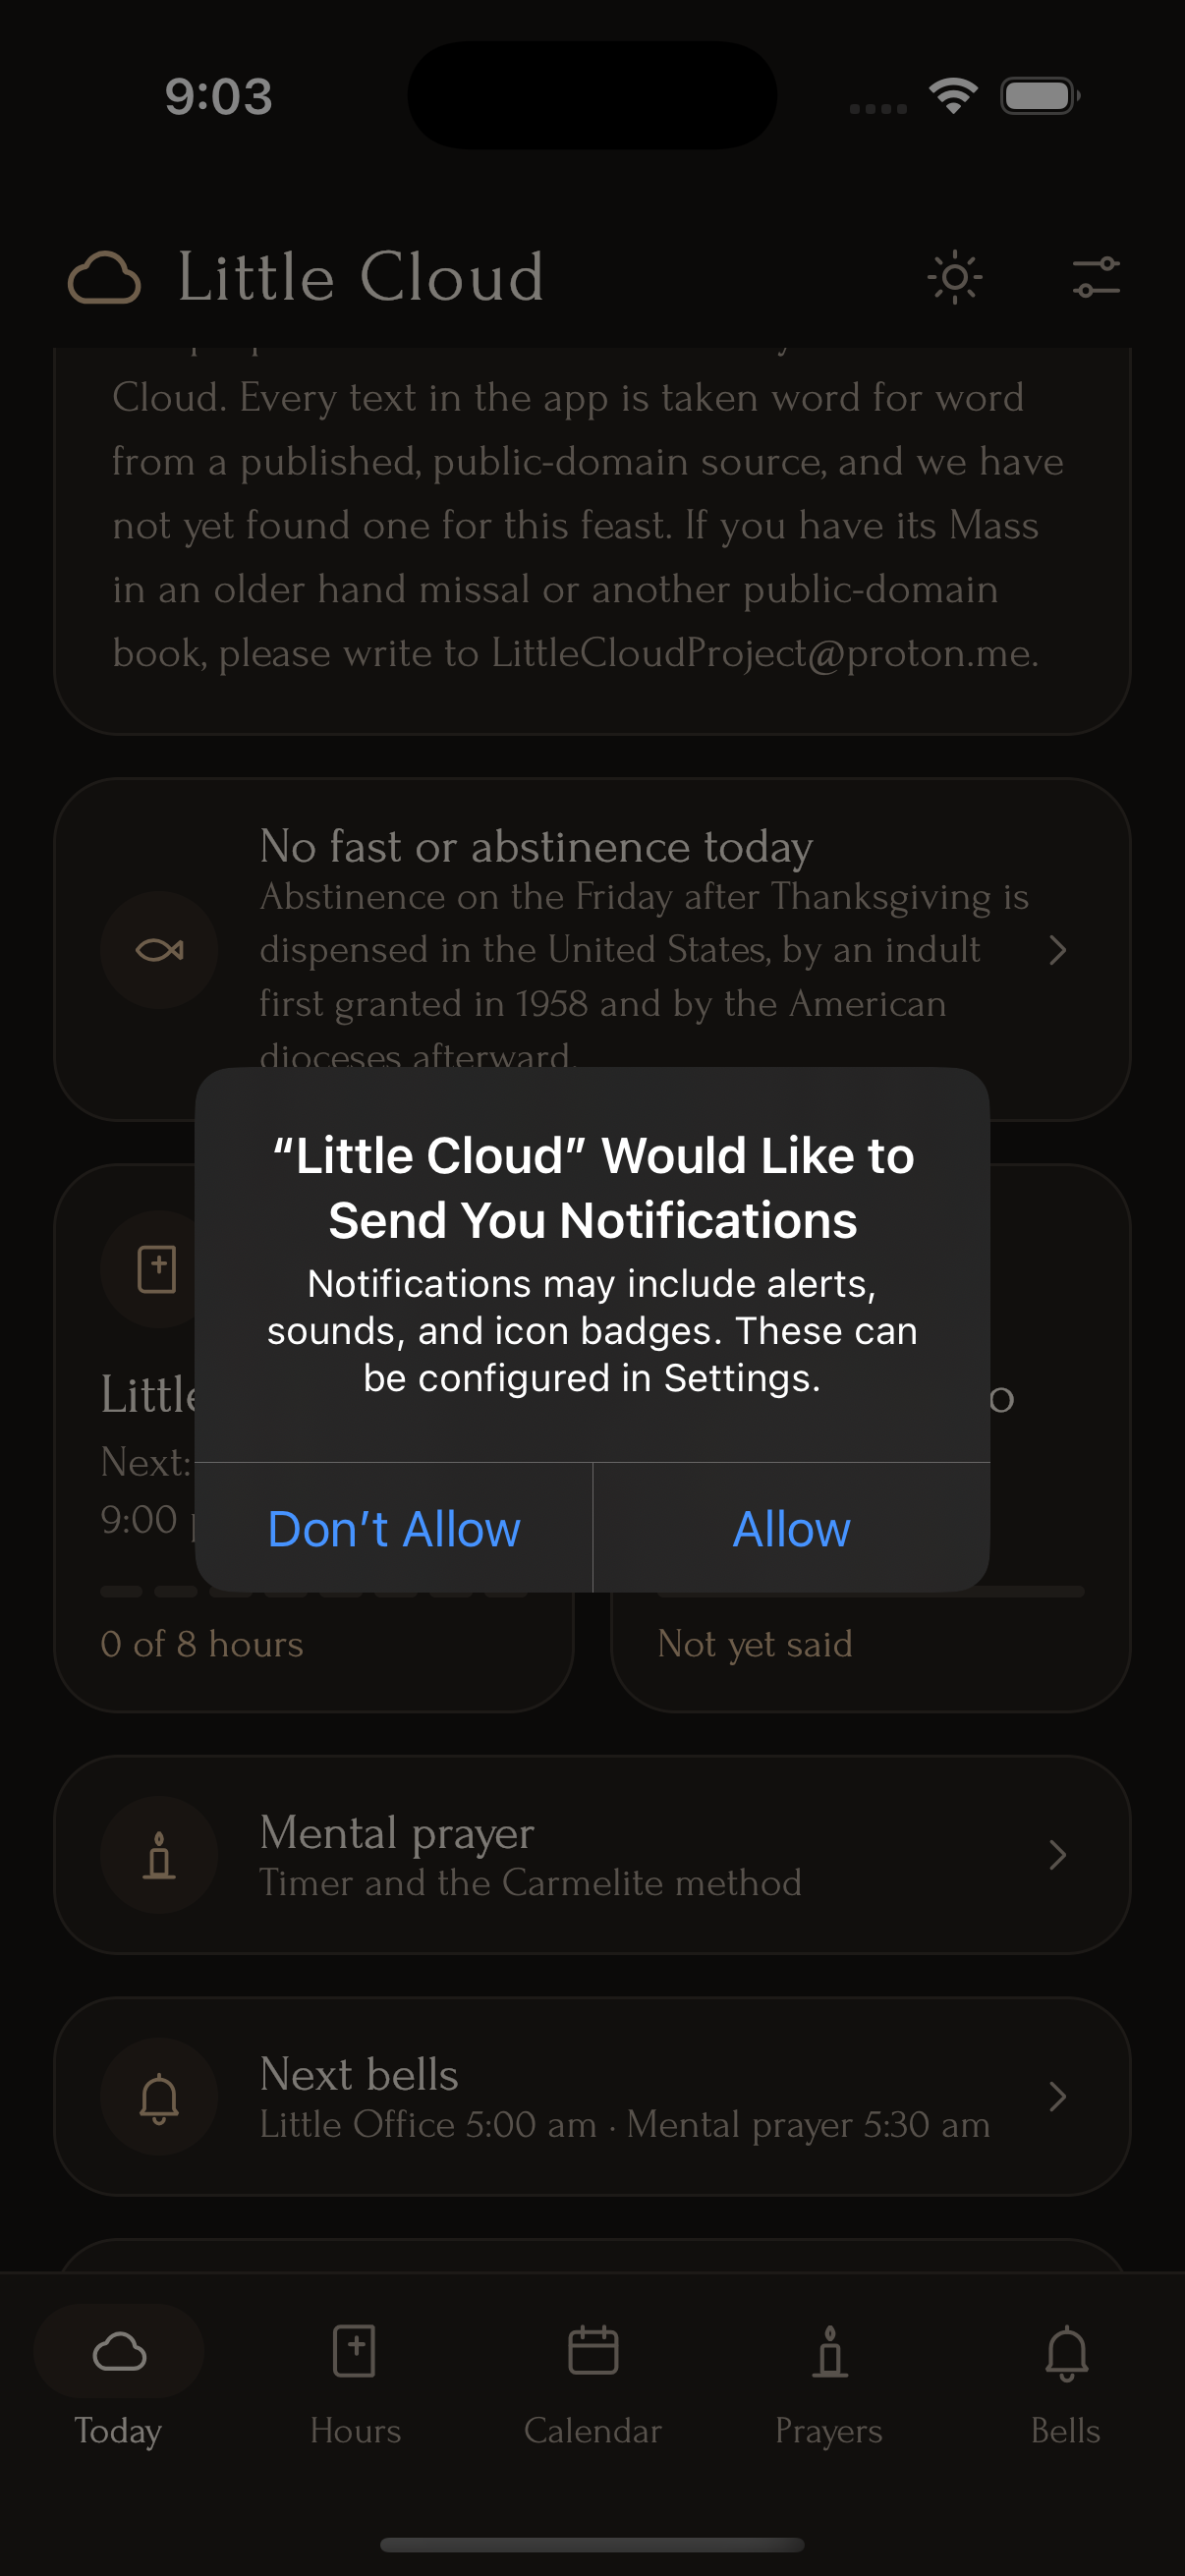 9:03
Little Cloud
Cloud. Every text in the app is taken word for word
from a published, public-domain source, and we have
not yet found one for this feast. If you have its Mass
in an older hand missal or another public-domain
book, please write to LittleCloudProject@proton.me.
No fast or abstinence today
Abstinence on the Friday after Thanksgiving is
dispensed in the United States, by an indult
first granted in 1958 and by the American
dioceses afterward.
“Little Cloud” Would Like to
Send You Notifications
Notifications may include alerts,
sounds, and icon badges. These can
be configured in Settings.
Don’t Allow
Allow
Little
Next:
9:00
0 of 8 hours
Not yet said
Mental prayer
Timer and the Carmelite method
Next bells
Little Office 5:00 am · Mental prayer 5:30 am
Today
Hours
Calendar
Prayers
Bells